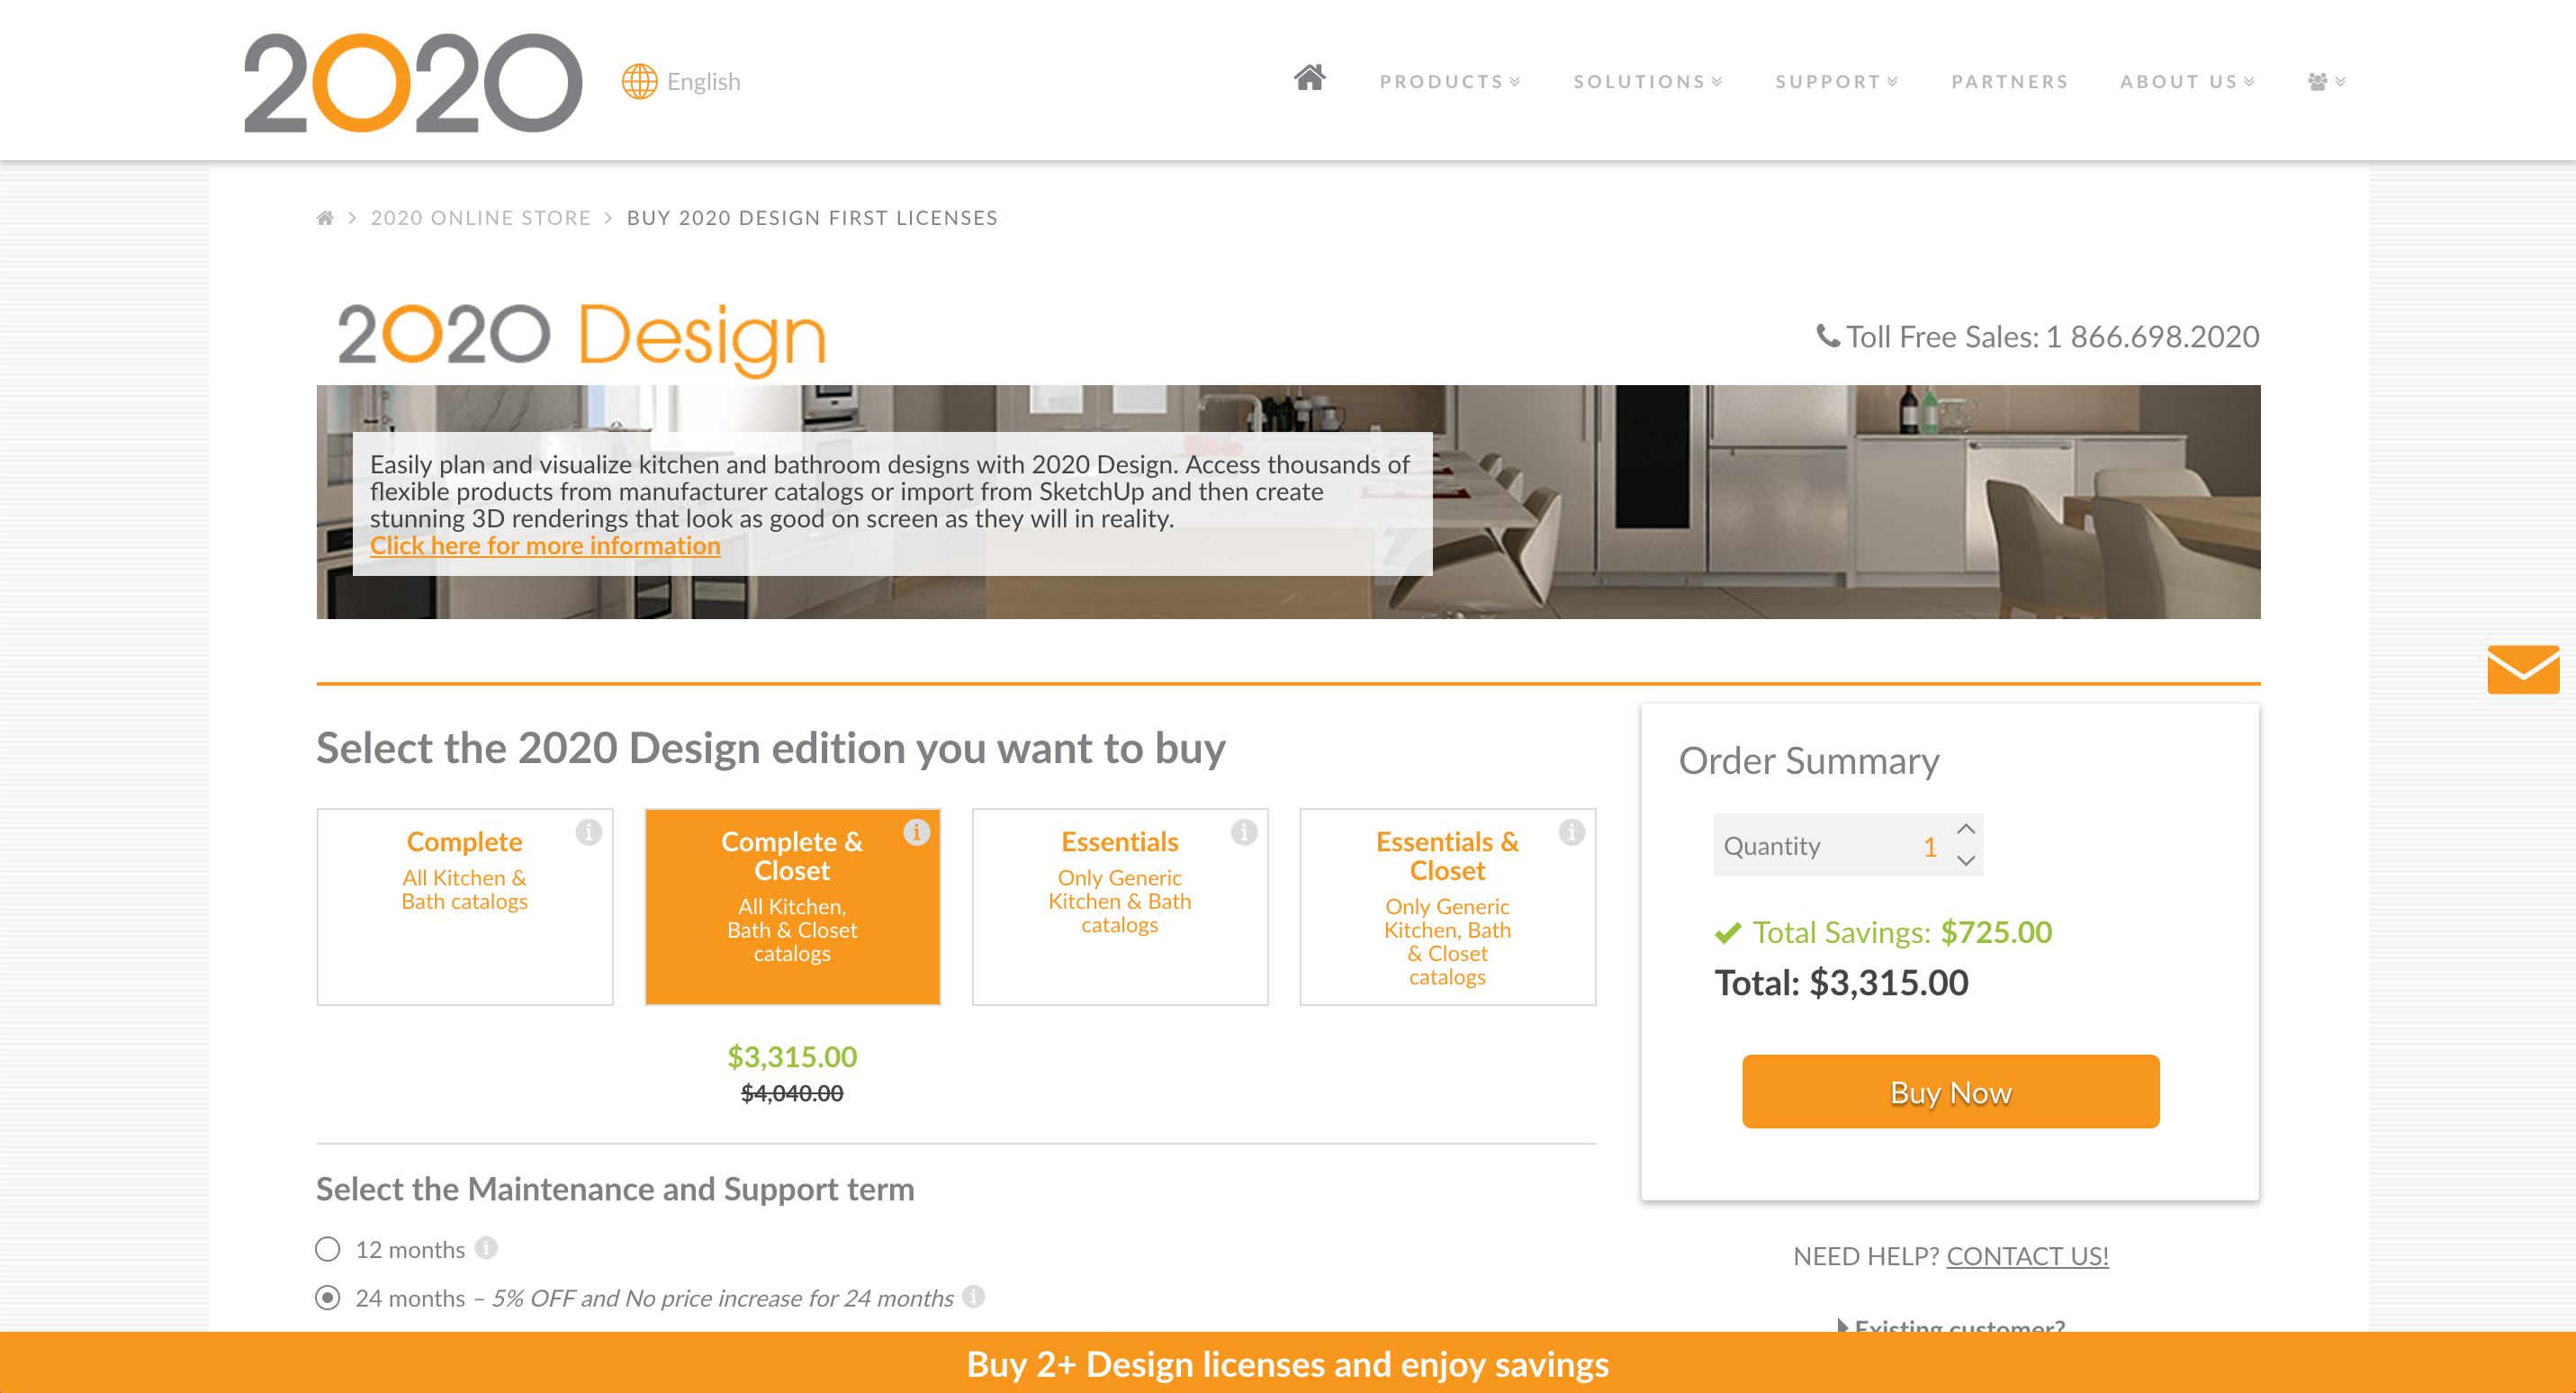 2020
English
PRODUCTS
SOLUTIONS
SUPPORT
PARTNERS
ABOUT US
2020 ONLINE STORE
BUY 2020 DESIGN FIRST LICENSES
2020 Design
Toll Free Sales: 1 866.698.2020
Easily plan and visualize kitchen and bathroom designs with 2020 Design. Access thousands of
flexible products from manufacturer catalogs or import from SketchUp and then create
stunning 3D renderings that look as good on screen as they will in reality.
Click here for more information
Select the 2020 Design edition you want to buy
Complete
All Kitchen &
Bath catalogs
Complete &
Closet
All Kitchen,
Bath & Closet
catalogs
Essentials
Only Generic
Kitchen & Bath
catalogs
Essentials &
Closet
Only Generic
Kitchen, Bath
& Closet
catalogs
$3,315.00
$4,040.00
Select the Maintenance and Support term
12 months
24 months – 5% OFF and No price increase for 24 months
Order Summary
Quantity 1
Total Savings: $725.00
Total: $3,315.00
Buy Now
NEED HELP? CONTACT US!
Existing customer?
Buy 2+ Design licenses and enjoy savings